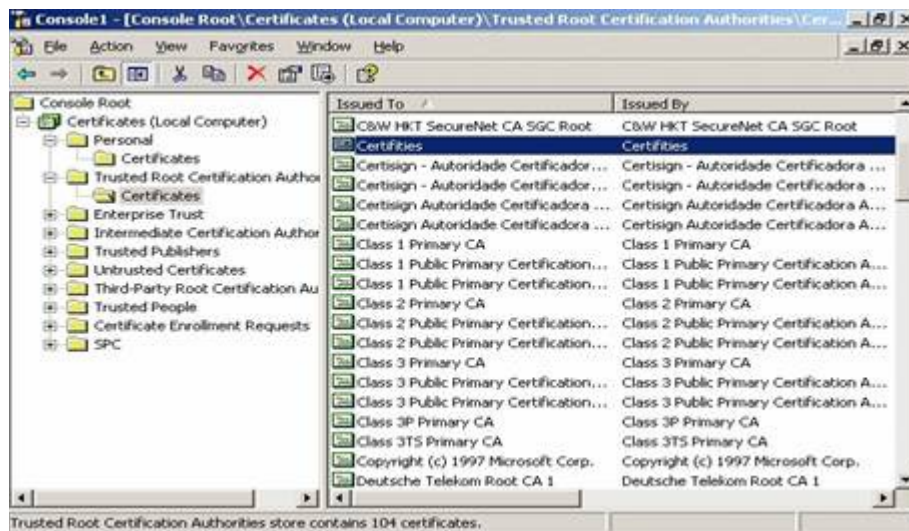 Console1 - [Console Root\Certificates (Local Computer)\Trusted Root Certification Authorities\Cer...
File Action View Favorites Window Help
Console Root
Certificates (Local Computer)
Personal
Certificates
Trusted Root Certification Author
Certificates
Enterprise Trust
Intermediate Certification Author
Trusted Publishers
Untrusted Certificates
Third-Party Root Certification Au
Trusted People
Certificate Enrollment Requests
SPC
Issued To Issued By
C&W HKT SecureNet CA SGC Root C&W HKT SecureNet CA SGC Root
Certifities Certifities
Certisign - Autoridade Certificador... Certisign - Autoridade Certificadora ...
Certisign - Autoridade Certificador... Certisign - Autoridade Certificadora ...
Certisign Autoridade Certificadora ... Certisign Autoridade Certificadora A...
Certisign Autoridade Certificadora ... Certisign Autoridade Certificadora A...
Class 1 Primary CA Class 1 Primary CA
Class 1 Public Primary Certification... Class 1 Public Primary Certification A...
Class 1 Public Primary Certification... Class 1 Public Primary Certification A...
Class 2 Primary CA Class 2 Primary CA
Class 2 Public Primary Certification... Class 2 Public Primary Certification A...
Class 2 Public Primary Certification... Class 2 Public Primary Certification A...
Class 3 Primary CA Class 3 Primary CA
Class 3 Public Primary Certification... Class 3 Public Primary Certification A...
Class 3 Public Primary Certification... Class 3 Public Primary Certification A...
Class 3P Primary CA Class 3P Primary CA
Class 3TS Primary CA Class 3TS Primary CA
Copyright (c) 1997 Microsoft Corp. Copyright (c) 1997 Microsoft Corp.
Deutsche Telekom Root CA 1 Deutsche Telekom Root CA 1
Trusted Root Certification Authorities store contains 104 certificates.